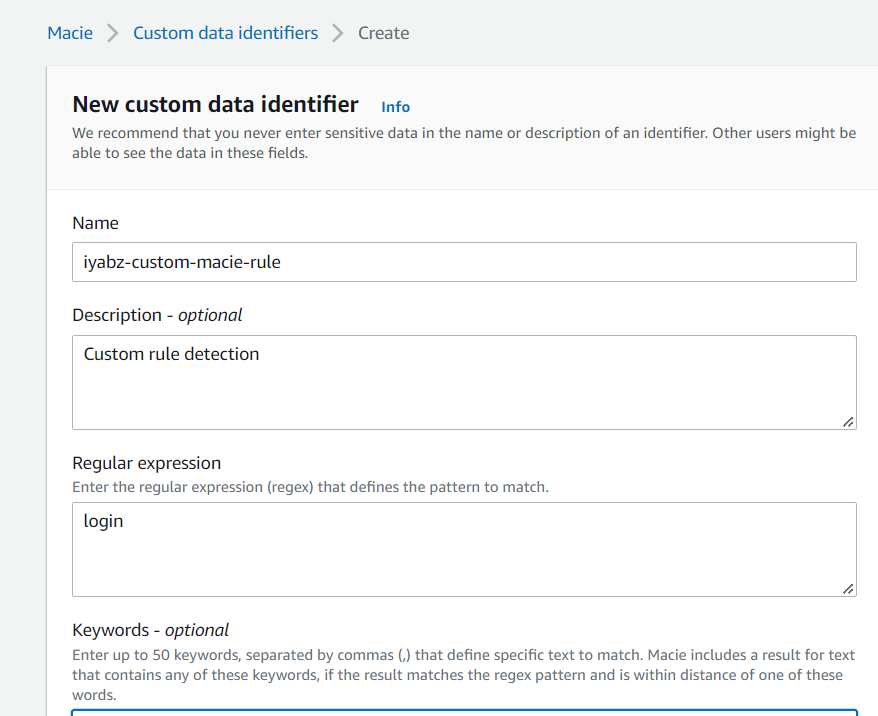 Macie > Custom data identifiers > Create
New custom data identifier Info
We recommend that you never enter sensitive data in the name or description of an identifier. Other users might be
able to see the data in these fields.
Name
iyabz-custom-macie-rule
Description - optional
Custom rule detection
Regular expression
Enter the regular expression (regex) that defines the pattern to match.
login
Keywords - optional
Enter up to 50 keywords, separated by commas (,) that define specific text to match. Macie includes a result for text
that contains any of these keywords, if the result matches the regex pattern and is within distance of one of these
words.